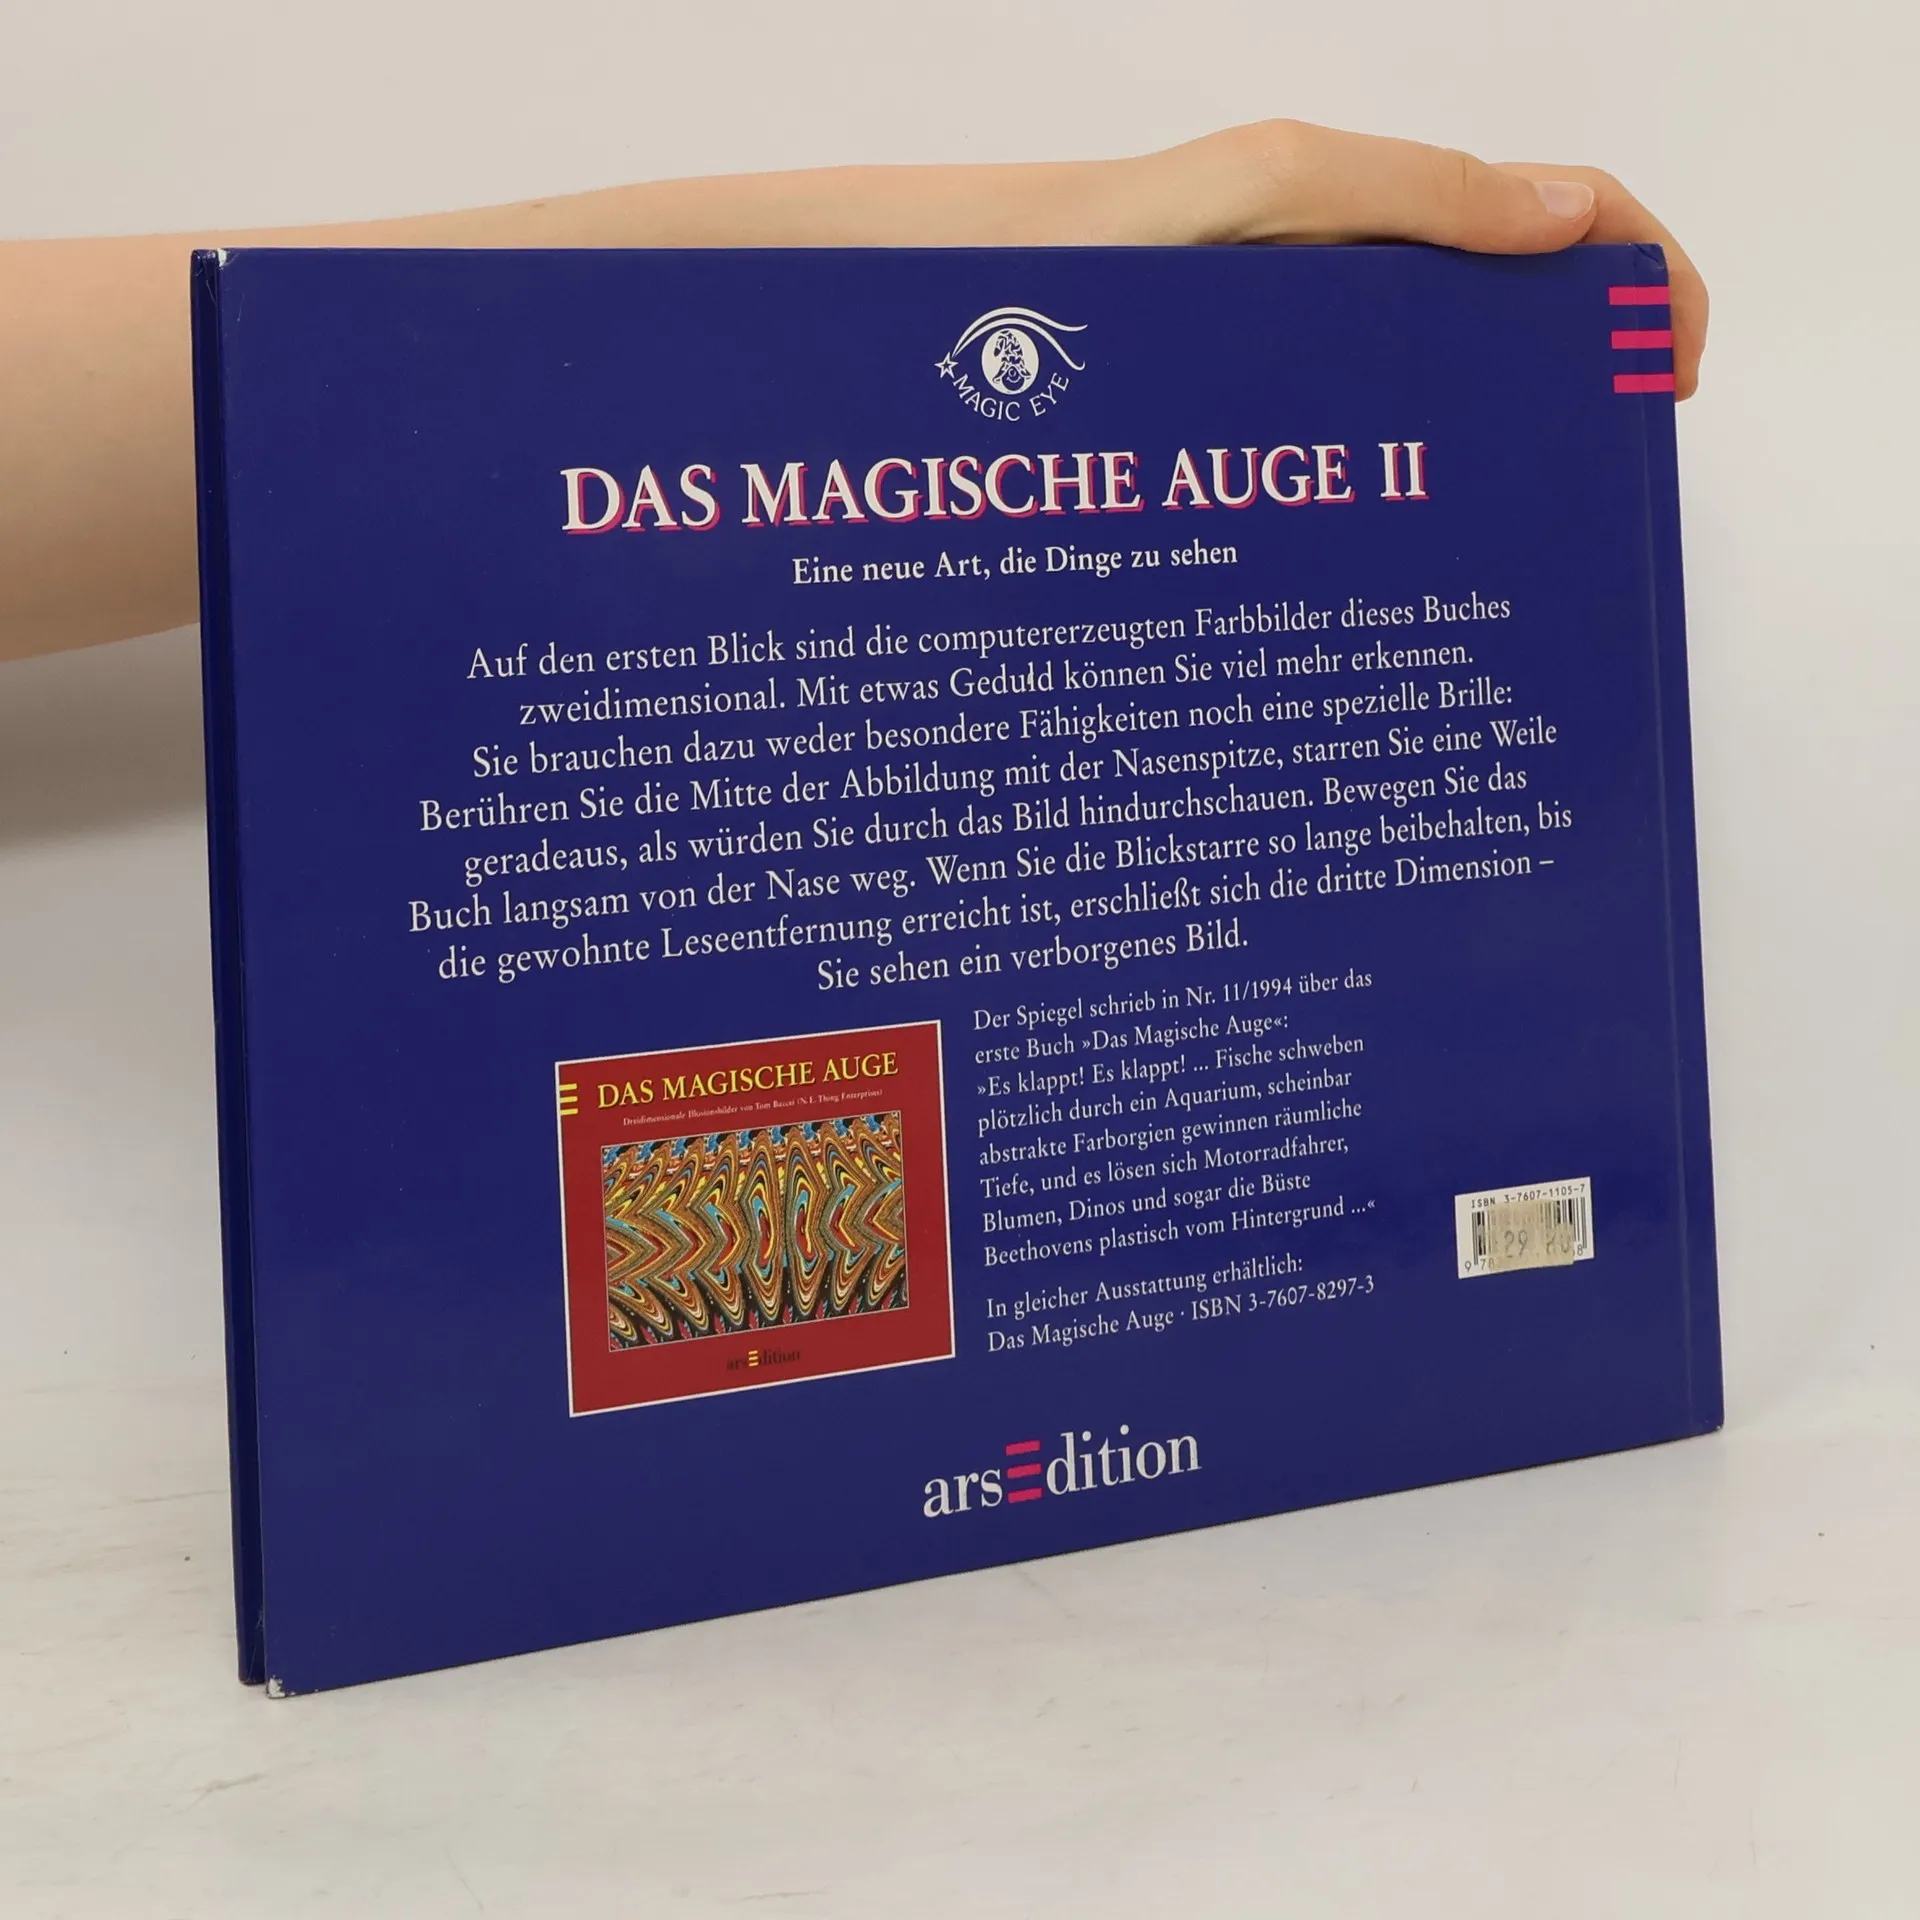 MAGIC EYE
DAS MAGISCHE AUGE II
Eine neue Art, die Dinge zu sehen
Auf den ersten Blick sind die computererzeugten Farbbilder dieses Buches
zweidimensional. Mit etwas Geduld können Sie viel mehr erkennen.
Sie brauchen dazu weder besondere Fähigkeiten noch eine spezielle Brille:
Berühren Sie die Mitte der Abbildung mit der Nasenspitze, starren Sie eine Weile
geradeaus, als würden Sie durch das Bild hindurchschauen. Bewegen Sie das
Buch langsam von der Nase weg. Wenn Sie die Blickstarre so lange beibehalten, bis
die gewohnte Leseentfernung erreicht ist, erschließt sich die dritte Dimension –
Sie sehen ein verborgenes Bild.
DAS MAGISCHE AUGE
Dreidimensionale Illusionsbilder von Tom Baccei (N. E. Thing Enterprises)
arsEdition
Der Spiegel schrieb in Nr. 11/1994 über das
erste Buch »Das Magische Auge«:
»Es klappt! Es klappt! ... Fische schweben
plötzlich durch ein Aquarium, scheinbar
abstrakte Farborgien gewinnen räumliche
Tiefe, und es lösen sich Motorradfahrer,
Blumen, Dinos und sogar die Büste
Beethovens plastisch vom Hintergrund ...«
In gleicher Ausstattung erhältlich:
Das Magische Auge · ISBN 3-7607-8297-3
ISBN 3-7607-1105-7
arsEdition